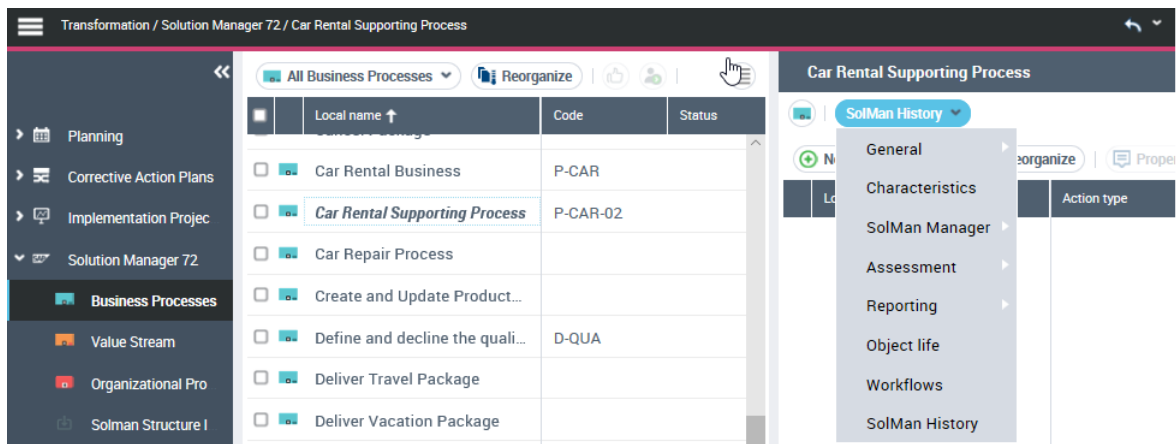 Transformation / Solution Manager 72 / Car Rental Supporting Process
All Business Processes
Reorganize
Local name
Code
Status
Car Rental Business
P-CAR
Car Rental Supporting Process
P-CAR-02
Car Repair Process
Create and Update Product...
Define and decline the quali...
D-QUA
Deliver Travel Package
Deliver Vacation Package
Planning
Corrective Action Plans
Implementation Projec
Solution Manager 72
Business Processes
Value Stream
Organizational Pro
Solman Structure I
Car Rental Supporting Process
SolMan History
General
Characteristics
SolMan Manager
Assessment
Reporting
Object life
Workflows
SolMan History
Action type